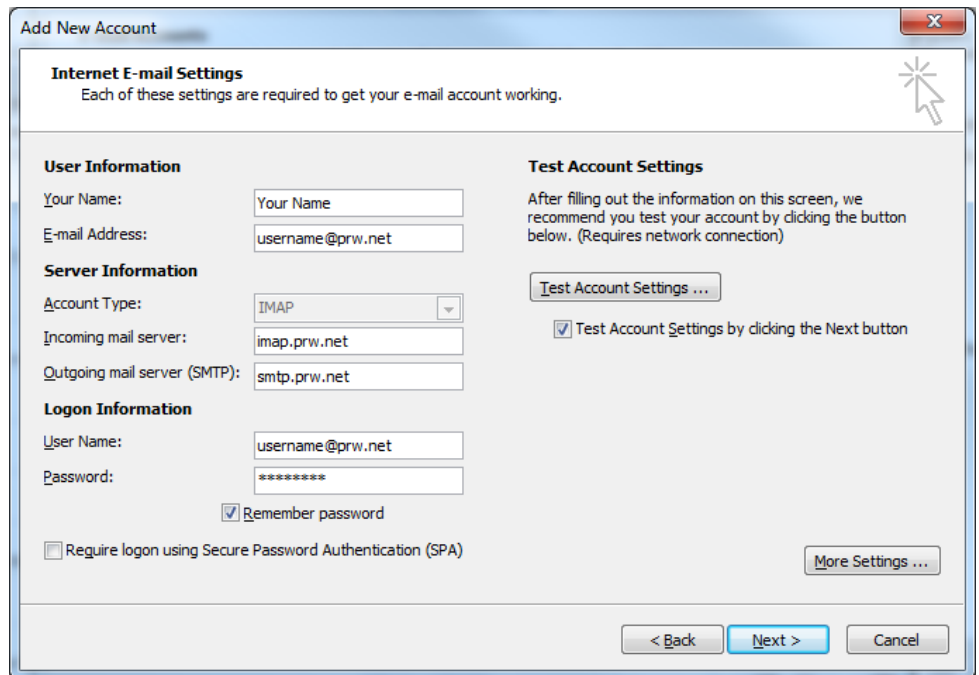 Add New Account
Internet E-mail Settings
Each of these settings are required to get your e-mail account working.
User Information
Your Name:
Your Name
E-mail Address:
username@prw.net
Server Information
Account Type:
IMAP
Incoming mail server:
imap.prw.net
Outgoing mail server (SMTP):
smtp.prw.net
Logon Information
User Name:
username@prw.net
Password:
********
Remember password
Require logon using Secure Password Authentication (SPA)
Test Account Settings
After filling out the information on this screen, we
recommend you test your account by clicking the button
below. (Requires network connection)
Test Account Settings ...
Test Account Settings by clicking the Next button
More Settings ...
< Back
Next >
Cancel